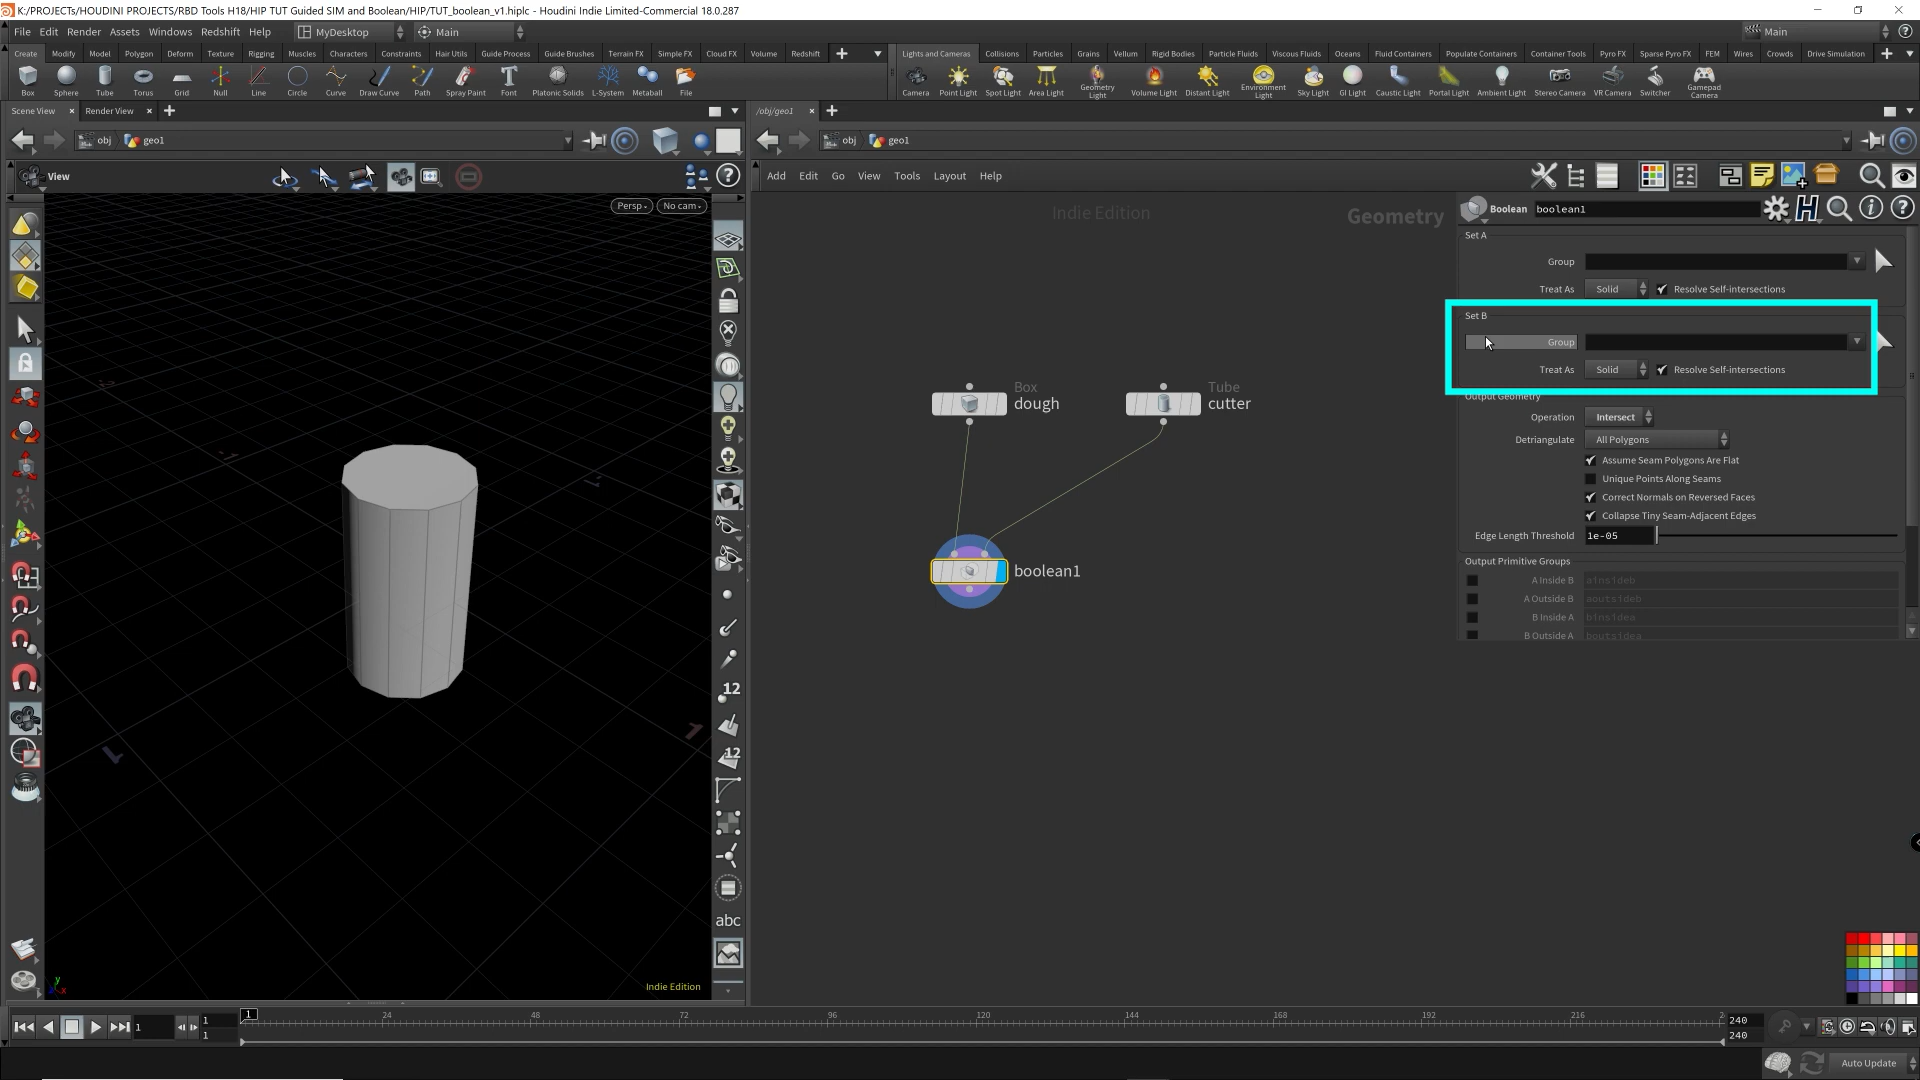 K:/PROJECTs/HOUDINI PROJECTS/RBD Tools H18/HIP TUT Guided SIM and Boolean/HIP/TUT_boolean_v1.hiplc - Houdini Indie Limited-Commercial 18.0.287
File Edit Render Assets Windows Redshift Help MyDesktop Main Main
Create Modify Model Polygon Deform Texture Rigging Muscles Characters Constraints Hair Utils Guide Process Guide Brushes Terrain FX Simple FX Cloud FX Volume Redshift
Lights and Cameras Collisions Particles Grains Vellum Rigid Bodies Particle Fluids Viscous Fluids Oceans Fluid Containers Populate Containers Container Tools Pyro FX Sparse Pyro FX FEM Wires Crowds Drive Simulation
Box Sphere Tube Torus Grid Null Line Circle Curve Draw Curve Path Spray Paint Font Platonic Solids L-System Metaball File
Camera Point Light Spot Light Area Light Geometry Light Volume Light Distant Light Environment Light Sky Light GI Light Caustic Light Portal Light Ambient Light Stereo Camera VR Camera Switcher Gamepad Camera
Scene View Render View /obj/geo1
obj geo1 obj geo1
View
Add Edit Go View Tools Layout Help
Persp No cam
Indie Edition
Geometry
Boolean boolean1
Set A
Group
Treat As Solid Resolve Self-intersections
Set B
Group
Treat As Solid Resolve Self-intersections
Output Geometry
Operation Intersect
Detriangulate All Polygons
Assume Seam Polygons Are Flat
Unique Points Along Seams
Correct Normals on Reversed Faces
Collapse Tiny Seam-Adjacent Edges
Edge Length Threshold 1e-05
Output Primitive Groups
A Inside B ainsideb
A Outside B aoutsideb
B Inside A binsidea
B Outside A boutsidea
Box
dough
Tube
cutter
boolean1
12
12
abc
y
x
Indie Edition
1 1 1 1 24 48 72 96 120 144 168 192 216 2 240
240
Auto Update